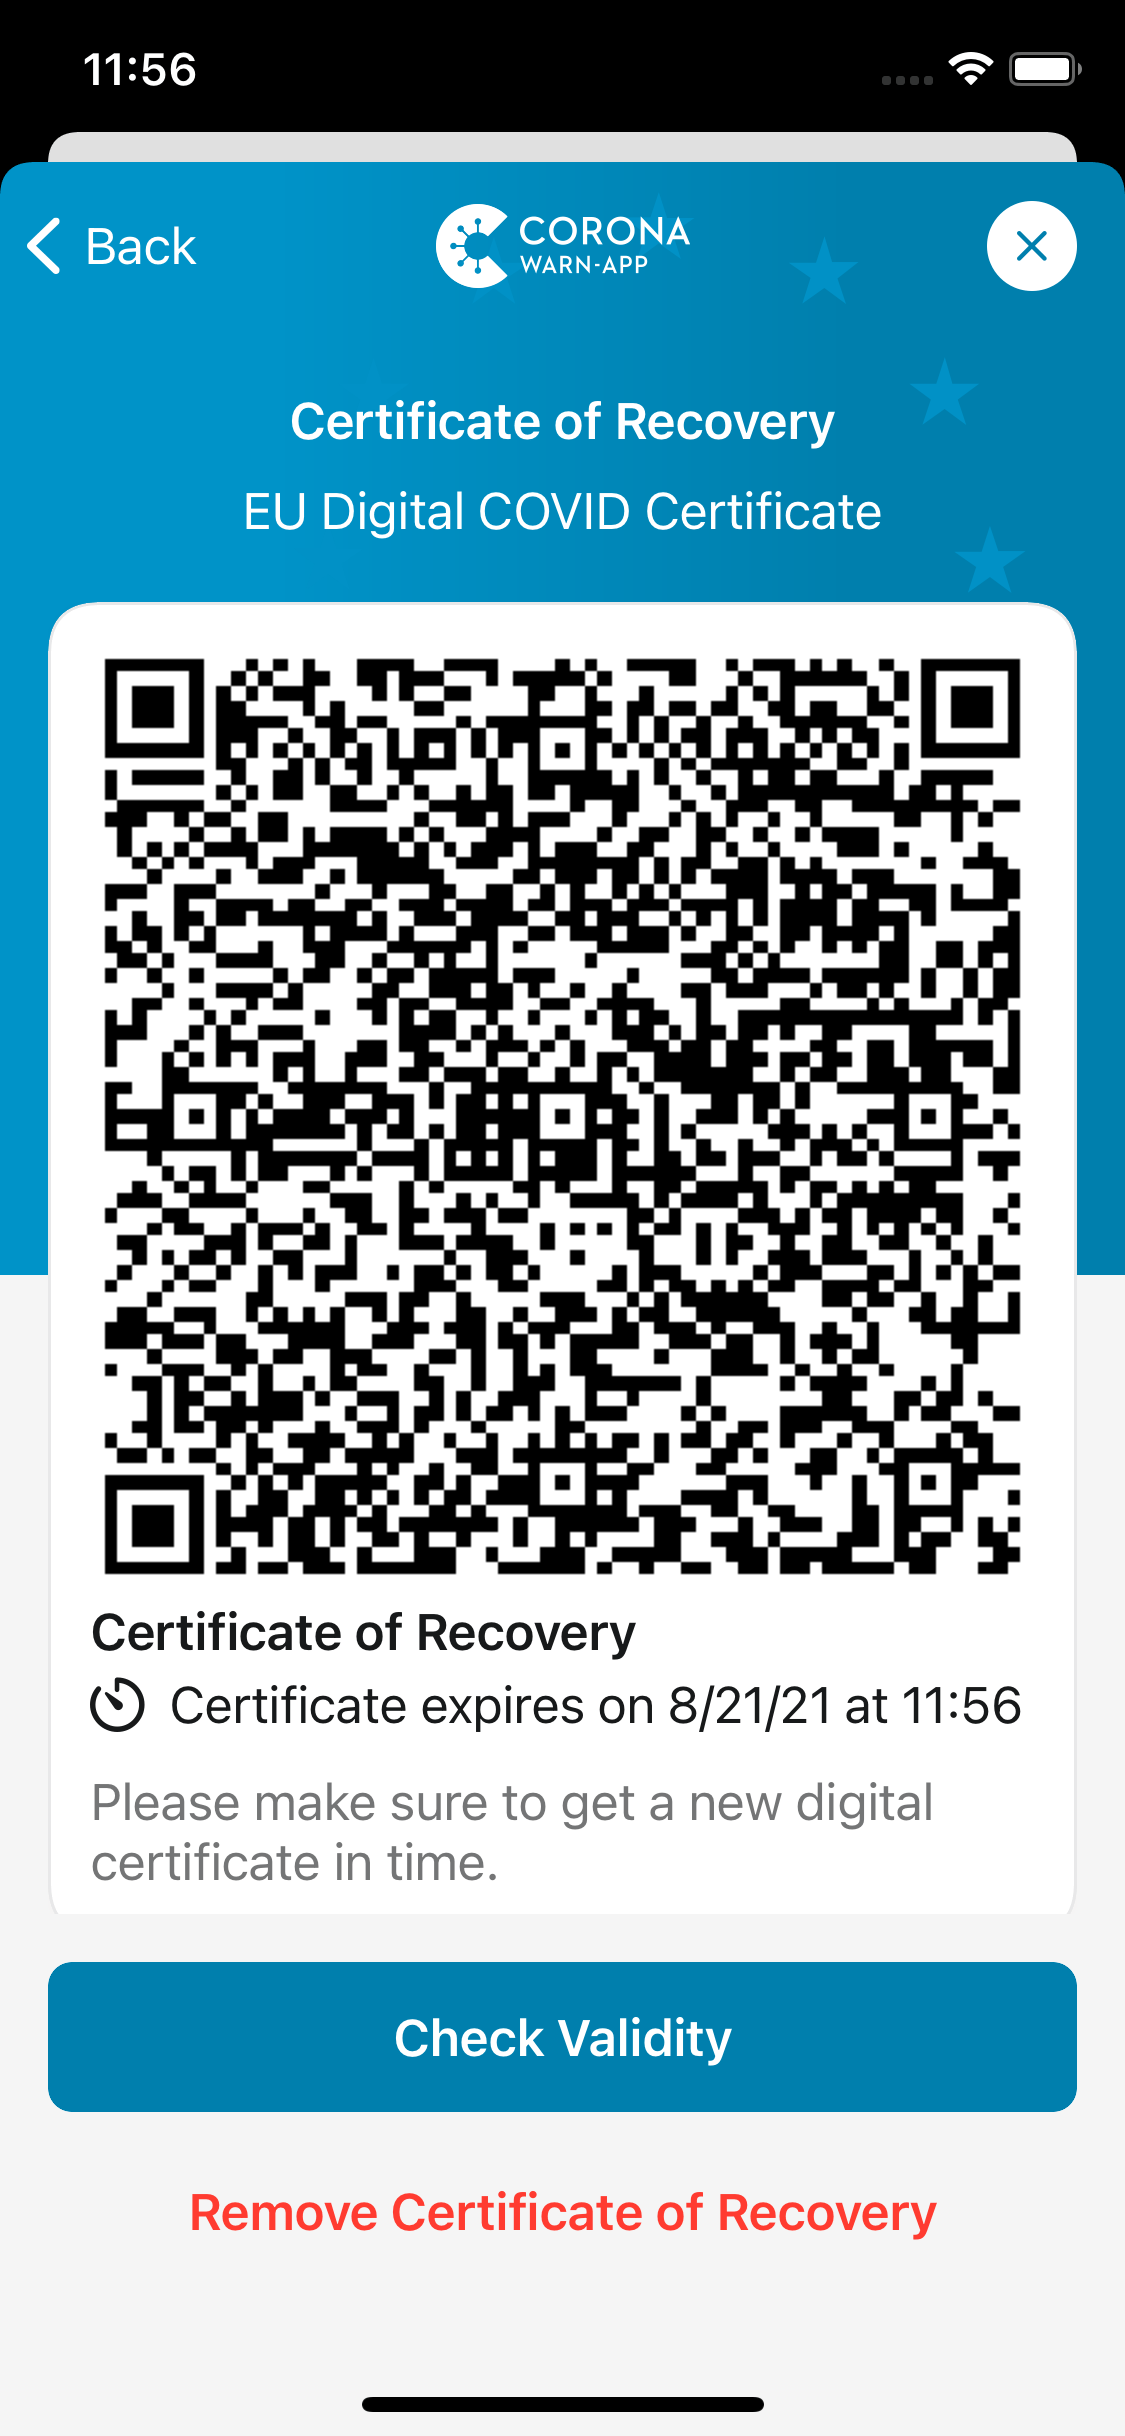 11:56
Back
CORONA
WARN-APP
Certificate of Recovery
EU Digital COVID Certificate
Certificate of Recovery
Certificate expires on 8/21/21 at 11:56
Please make sure to get a new digital
certificate in time.
Check Validity
Remove Certificate of Recovery